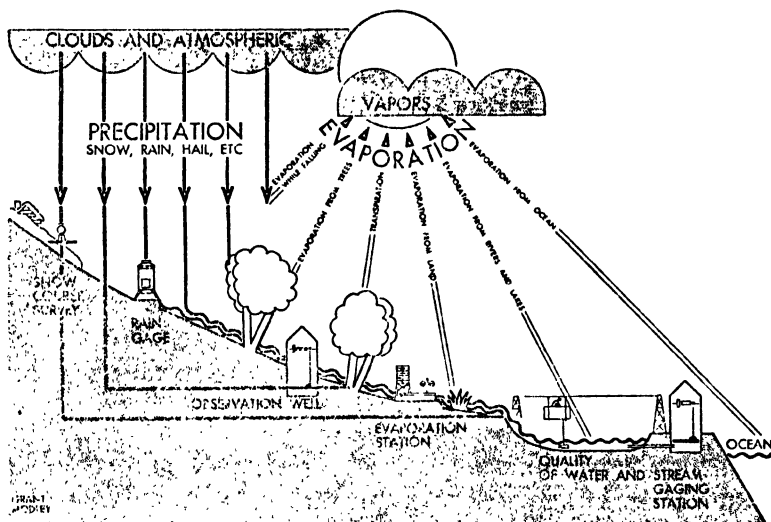 CLOUDS AND ATMOSPHERIC
VAPORS
PRECIPITATION
SNOW, RAIN, HAIL, ETC
EVAPORATION
EVAPORATION
WHILE FALLING
EVAPORATION FROM TREES
TRANSPIRATION
EVAPORATION FROM LAND
EVAPORATION FROM RIVERS AND LAKES
EVAPORATION FROM OCEAN
SNOW
COURSE
SURVEY
RAIN
GAGE
OBSERVATION WELL
EVAPORATION
STATION
QUALITY
OF WATER AND STREAM
GAGING
STATION
OCEAN
GRANT